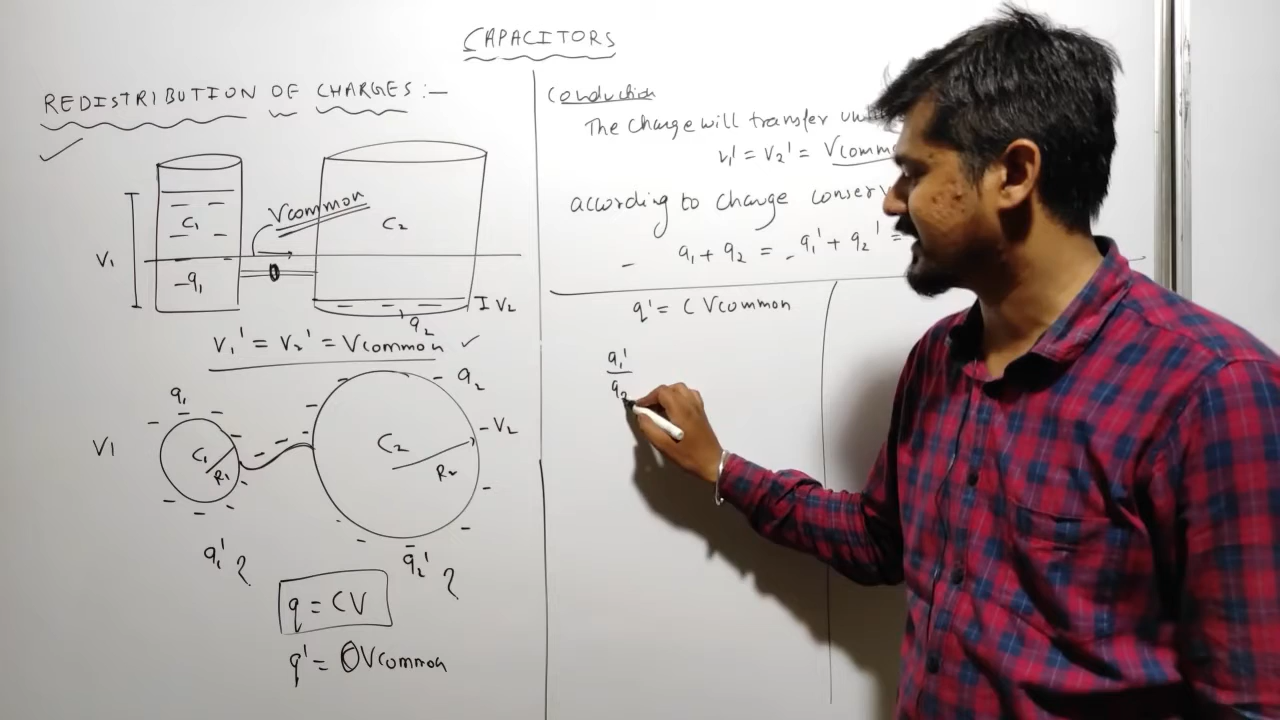 CAPACITORS
REDISTRIBUTION OF CHARGES :-
C1
V1
-q1
Vcommon
C2
I V2
q2
V1' = V2' = Vcommon
q1
V1
C1
R1
q2
V2
C2
R2
q1' ?
q2' ?
q = CV
q' = CVcommon
Conduction
The charge will transfer
V1' = V2' =
according to charge
q1 + q2 = q1' + q2' =
q' = C Vcommon
q1'
q2